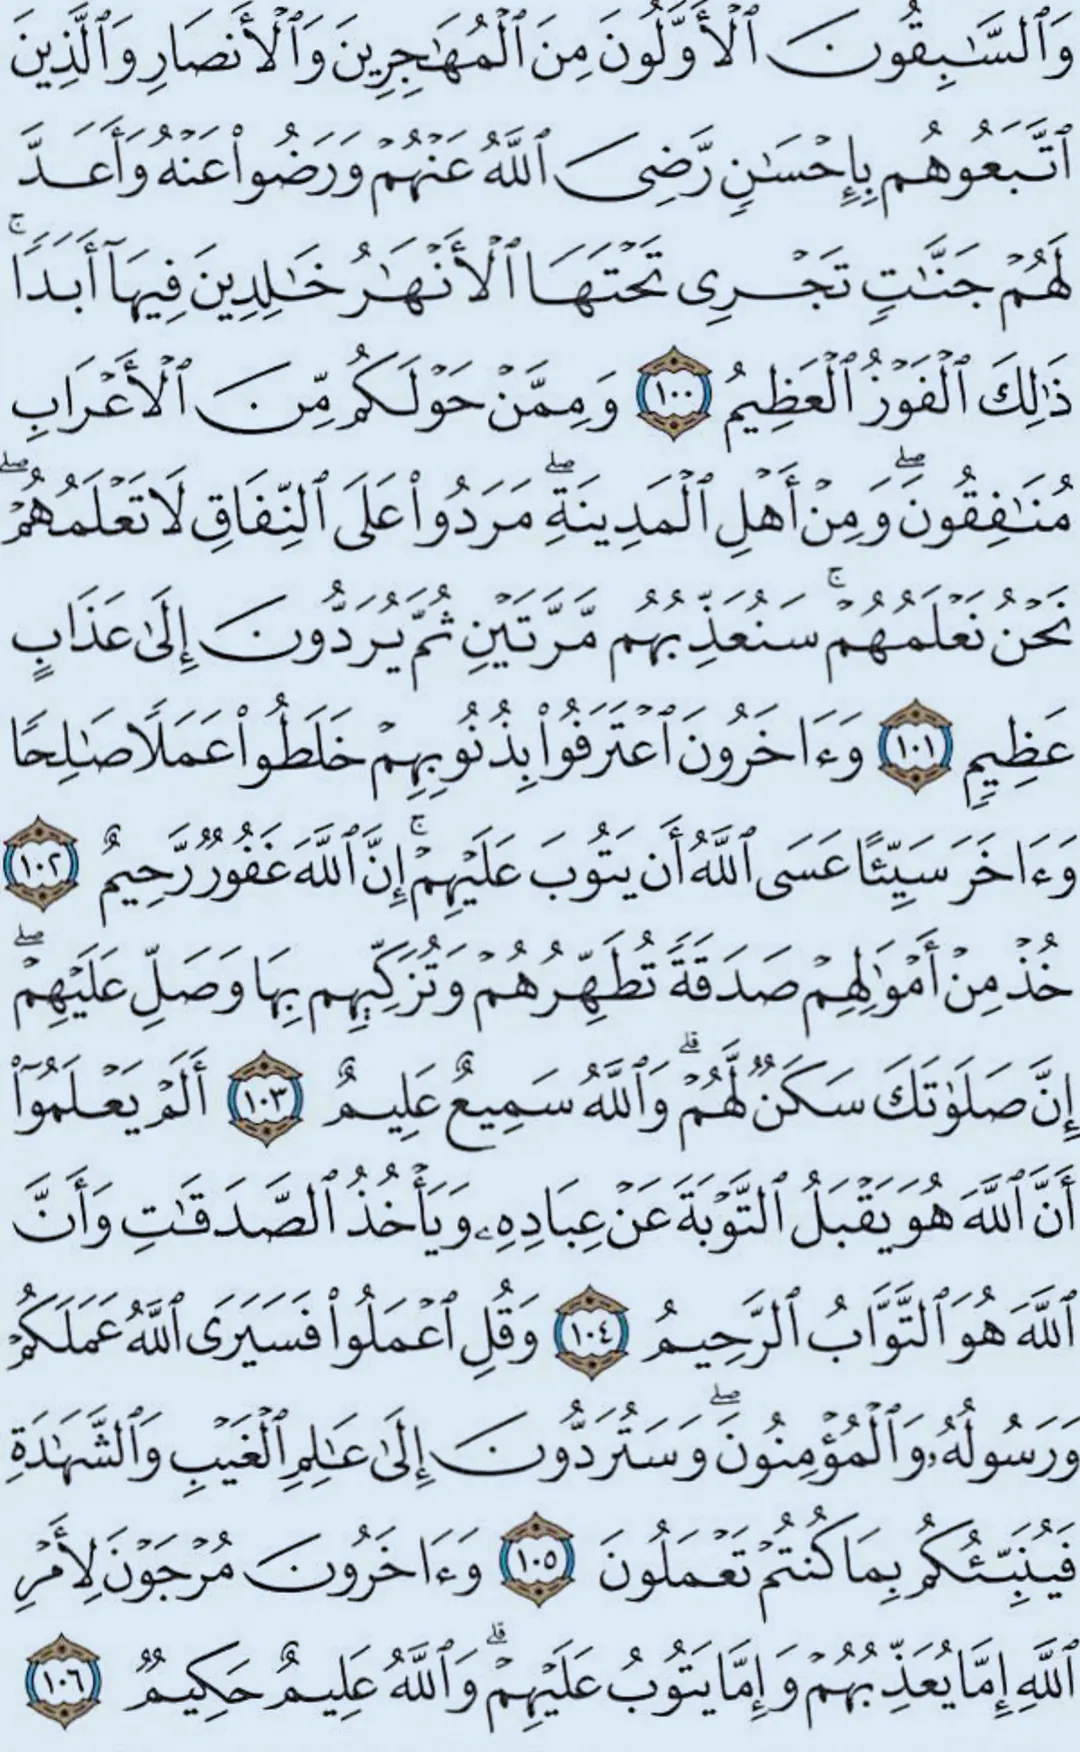 وَٱلسَّٰبِقُونَ ٱلْأَوَّلُونَ مِنَ ٱلْمُهَٰجِرِينَ وَٱلْأَنصَارِ وَٱلَّذِينَ
ٱتَّبَعُوهُم بِإِحْسَٰنٍ رَّضِىَ ٱللَّهُ عَنْهُمْ وَرَضُوا۟ عَنْهُ وَأَعَدَّ
لَهُمْ جَنَّٰتٍ تَجْرِى تَحْتَهَا ٱلْأَنْهَٰرُ خَٰلِدِينَ فِيهَآ أَبَدًا ۚ
ذَٰلِكَ ٱلْفَوْزُ ٱلْعَظِيمُ ١٠٠ وَمِمَّنْ حَوْلَكُم مِّنَ ٱلْأَعْرَابِ
مُنَٰفِقُونَ ۖ وَمِنْ أَهْلِ ٱلْمَدِينَةِ ۖ مَرَدُوا۟ عَلَى ٱلنِّفَاقِ لَا تَعْلَمُهُمْ ۖ
نَحْنُ نَعْلَمُهُمْ ۚ سَنُعَذِّبُهُم مَّرَّتَيْنِ ثُمَّ يُرَدُّونَ إِلَىٰ عَذَابٍ
عَظِيمٍ ١٠١ وَءَاخَرُونَ ٱعْتَرَفُوا۟ بِذُنُوبِهِمْ خَلَطُوا۟ عَمَلًا صَٰلِحًا
وَءَاخَرَ سَيِّئًا عَسَى ٱللَّهُ أَن يَتُوبَ عَلَيْهِمْ ۚ إِنَّ ٱللَّهَ غَفُورٌ رَّحِيمٌ ١٠٢
خُذْ مِنْ أَمْوَٰلِهِمْ صَدَقَةً تُطَهِّرُهُمْ وَتُزَكِّيهِم بِهَا وَصَلِّ عَلَيْهِمْ ۖ
إِنَّ صَلَوٰتَكَ سَكَنٌ لَّهُمْ ۗ وَٱللَّهُ سَمِيعٌ عَلِيمٌ ١٠٣ أَلَمْ يَعْلَمُوٓا۟
أَنَّ ٱللَّهَ هُوَ يَقْبَلُ ٱلتَّوْبَةَ عَنْ عِبَادِهِۦ وَيَأْخُذُ ٱلصَّدَقَٰتِ وَأَنَّ
ٱللَّهَ هُوَ ٱلتَّوَّابُ ٱلرَّحِيمُ ١٠٤ وَقُلِ ٱعْمَلُوا۟ فَسَيَرَى ٱللَّهُ عَمَلَكُمْ
وَرَسُولُهُۥ وَٱلْمُؤْمِنُونَ ۖ وَسَتُرَدُّونَ إِلَىٰ عَٰلِمِ ٱلْغَيْبِ وَٱلشَّهَٰدَةِ
فَيُنَبِّئُكُم بِمَا كُنتُمْ تَعْمَلُونَ ١٠٥ وَءَاخَرُونَ مُرْجَوْنَ لِأَمْرِ
ٱللَّهِ إِمَّا يُعَذِّبُهُمْ وَإِمَّا يَتُوبُ عَلَيْهِمْ ۗ وَٱللَّهُ عَلِيمٌ حَكِيمٌ ١٠٦